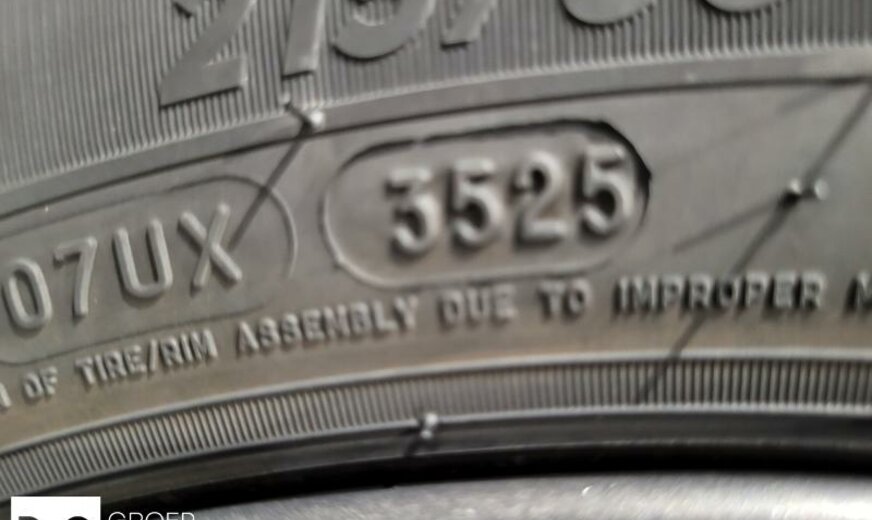 07UX 3525
OF TIRE/RIM ASSEMBLY DUE TO IMPROPER
GROEP